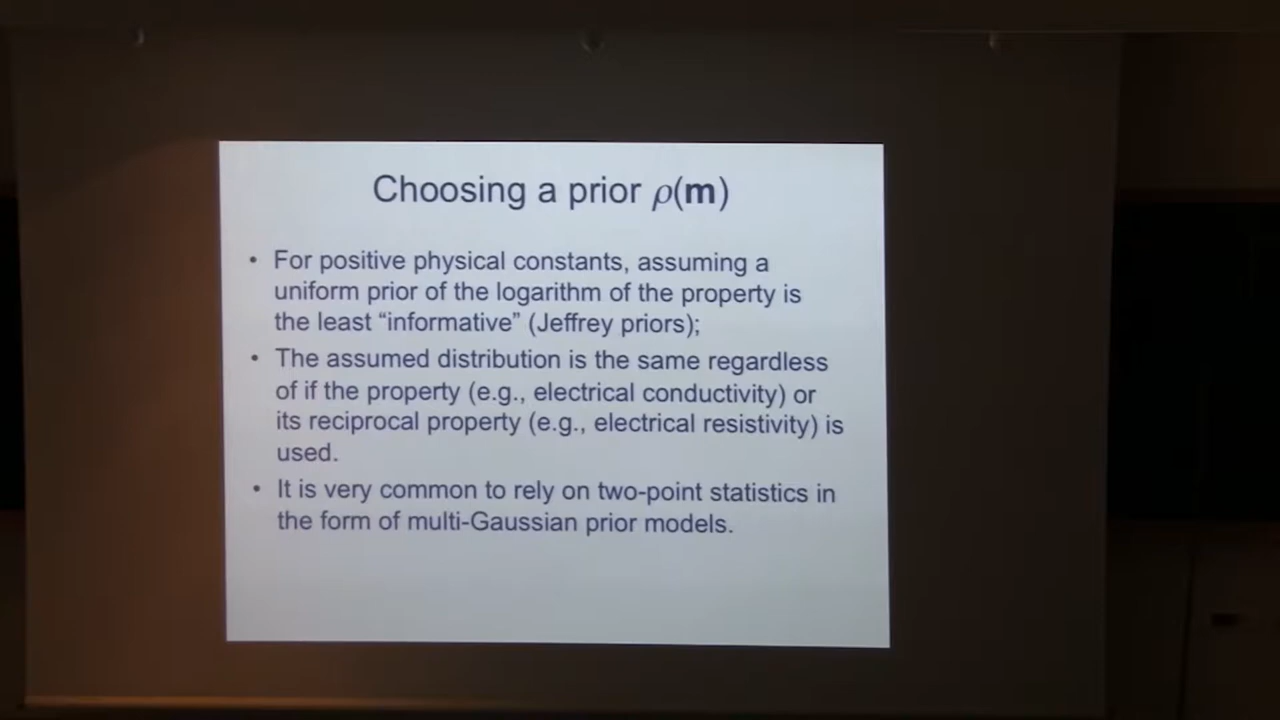 Choosing a prior ρ(m)
• For positive physical constants, assuming a
uniform prior of the logarithm of the property is
the least “informative” (Jeffrey priors);
• The assumed distribution is the same regardless
of if the property (e.g., electrical conductivity) or
its reciprocal property (e.g., electrical resistivity) is
used.
• It is very common to rely on two-point statistics in
the form of multi-Gaussian prior models.